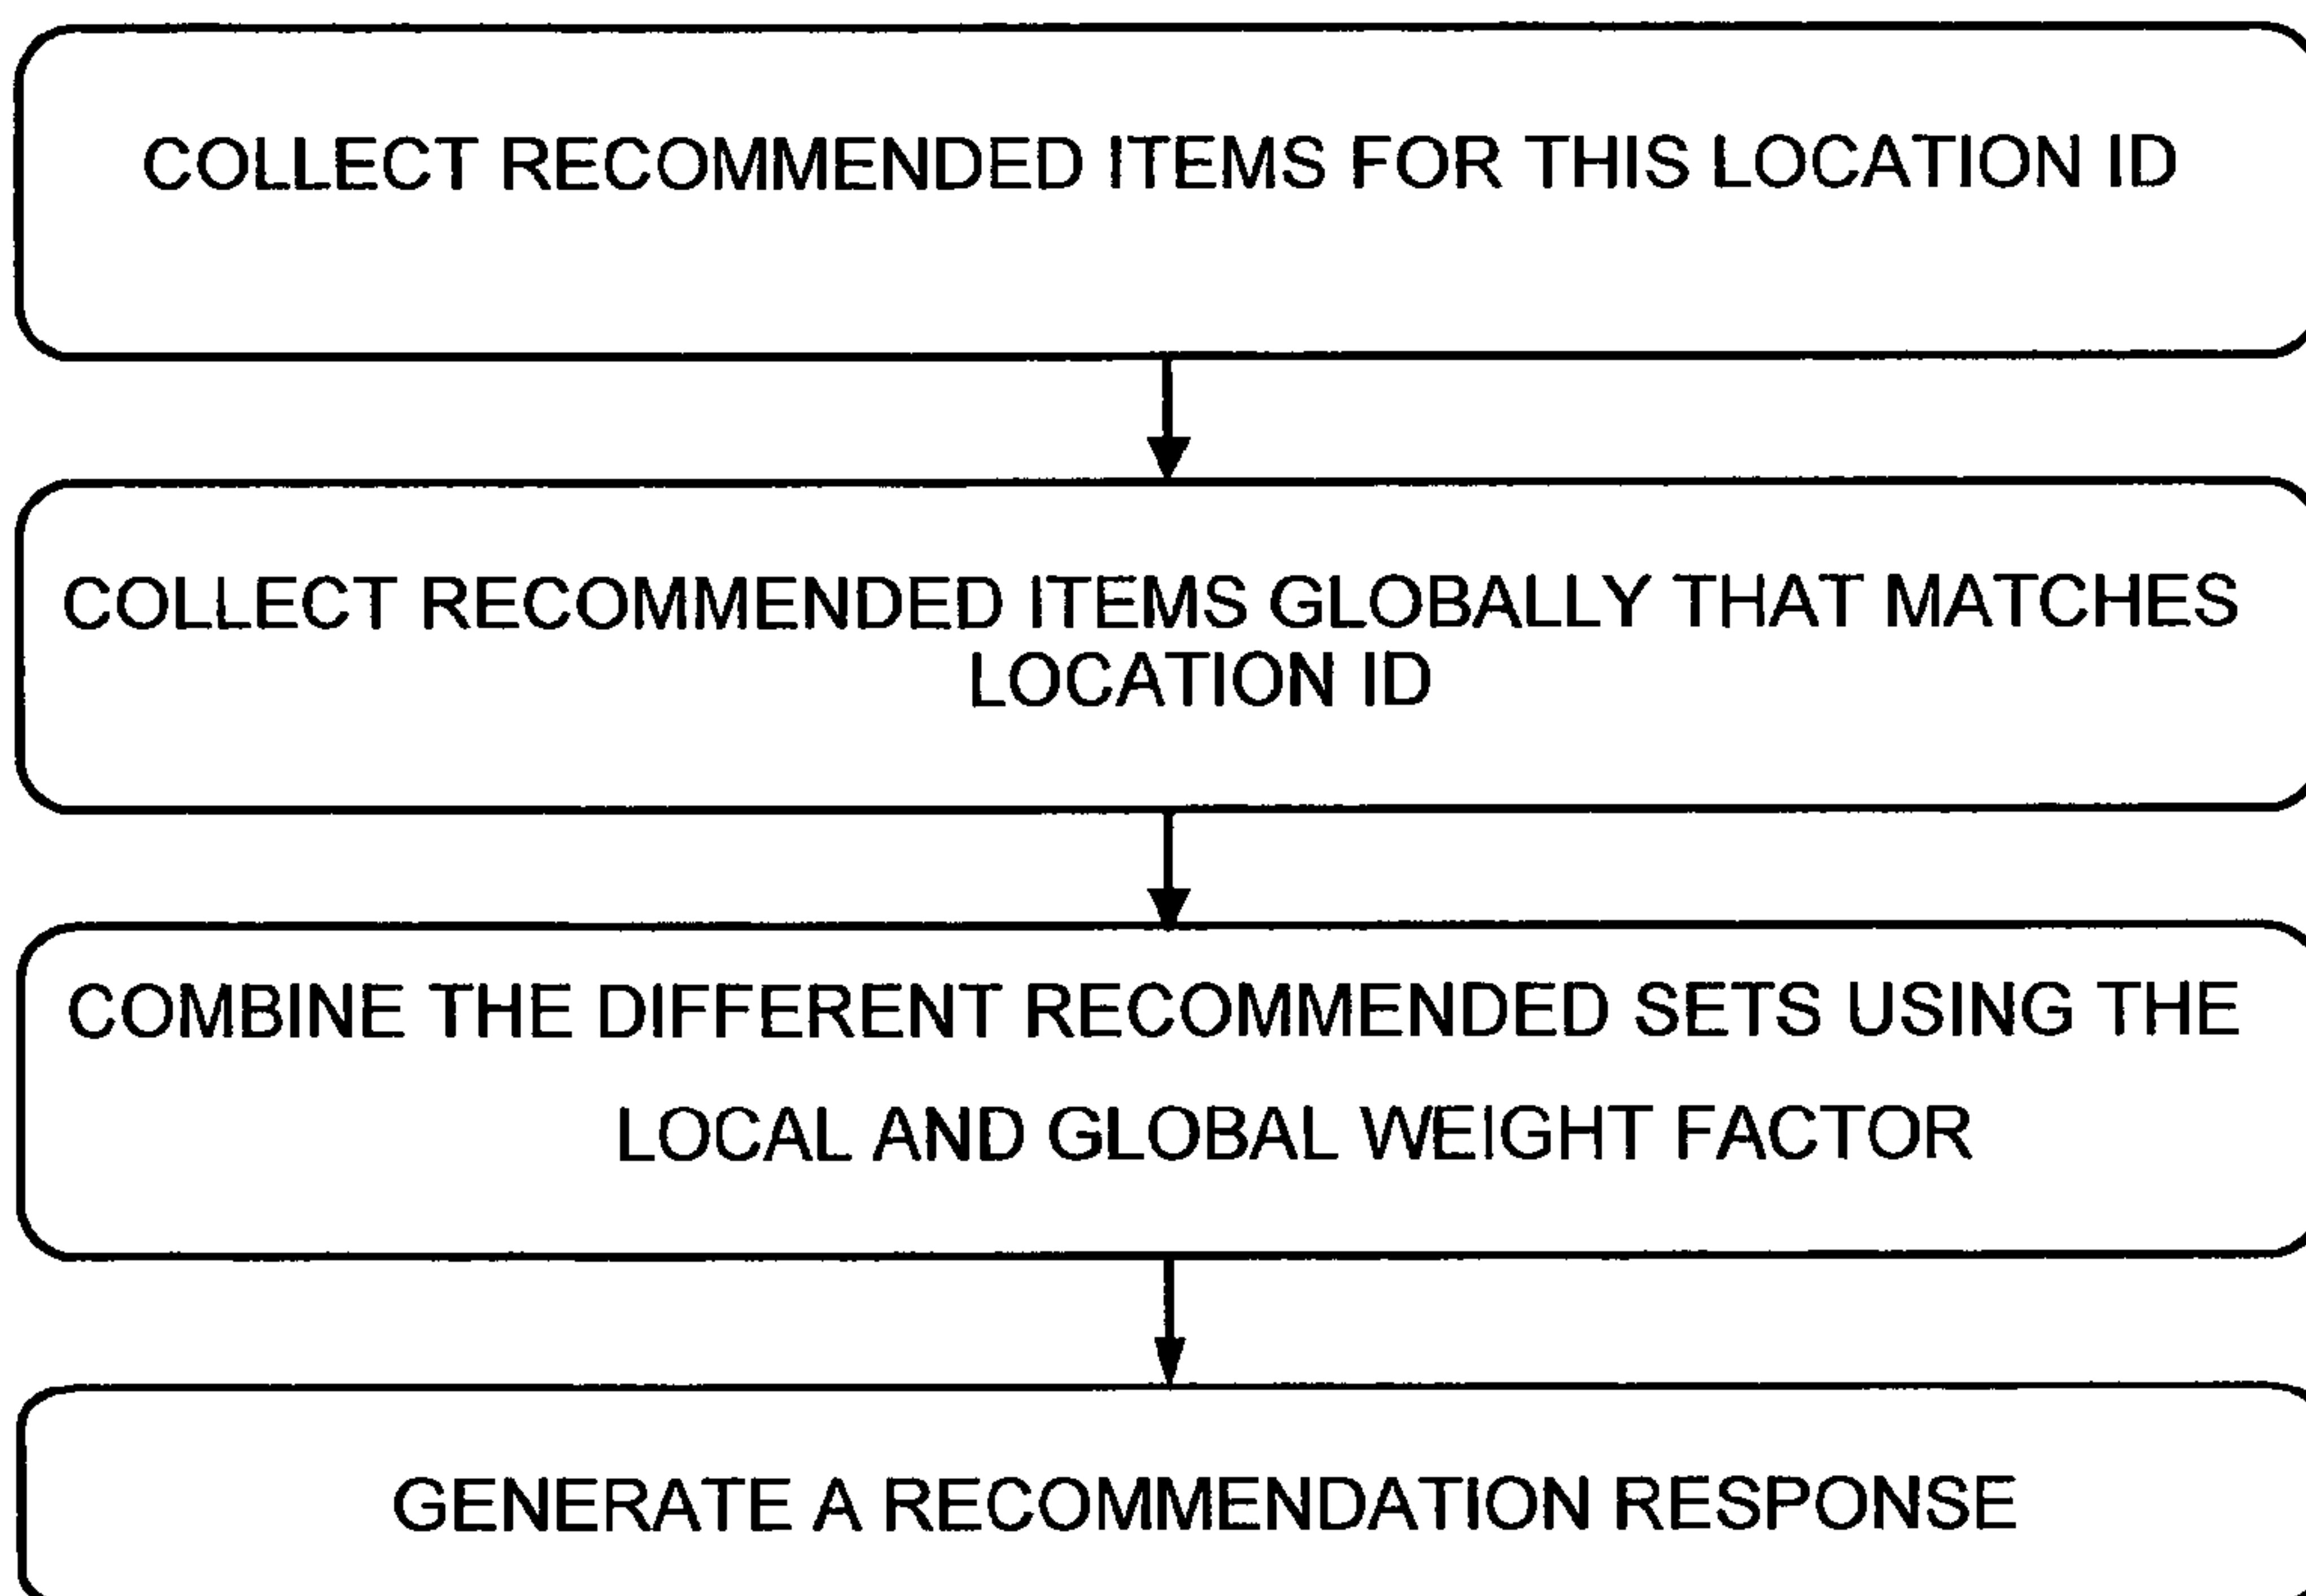 COLLECT RECOMMENDED ITEMS FOR THIS LOCATION ID
COLLECT RECOMMENDED ITEMS GLOBALLY THAT MATCHES
LOCATION ID
COMBINE THE DIFFERENT RECOMMENDED SETS USING THE
LOCAL AND GLOBAL WEIGHT FACTOR
GENERATE A RECOMMENDATION RESPONSE